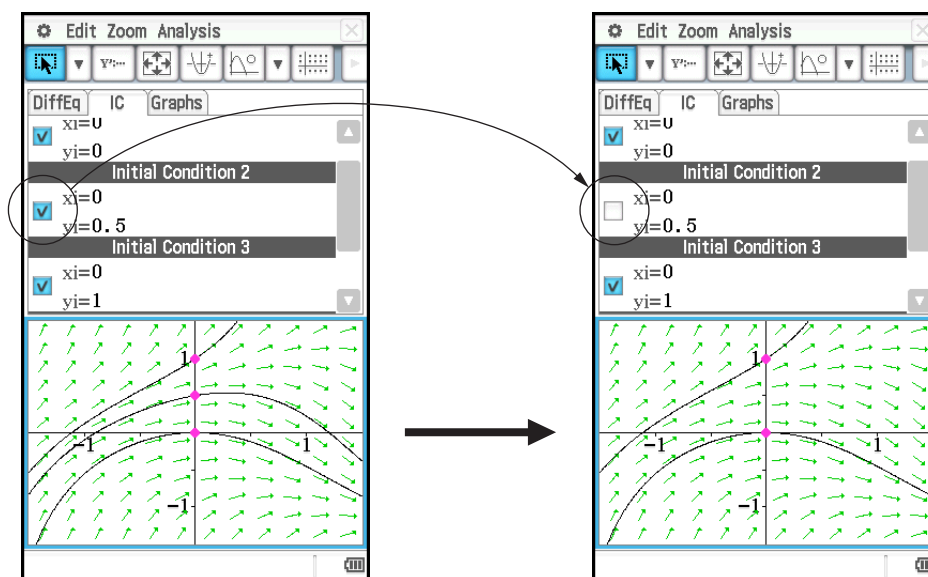 Edit Zoom Analysis
Y':…
DiffEq IC Graphs
xi=0
yi=0
Initial Condition 2
xi=0
yi=0.5
Initial Condition 3
xi=0
yi=1
1
-1 1
-1
Edit Zoom Analysis
Y':…
DiffEq IC Graphs
xi=0
yi=0
Initial Condition 2
xi=0
yi=0.5
Initial Condition 3
xi=0
yi=1
1
-1 1
-1